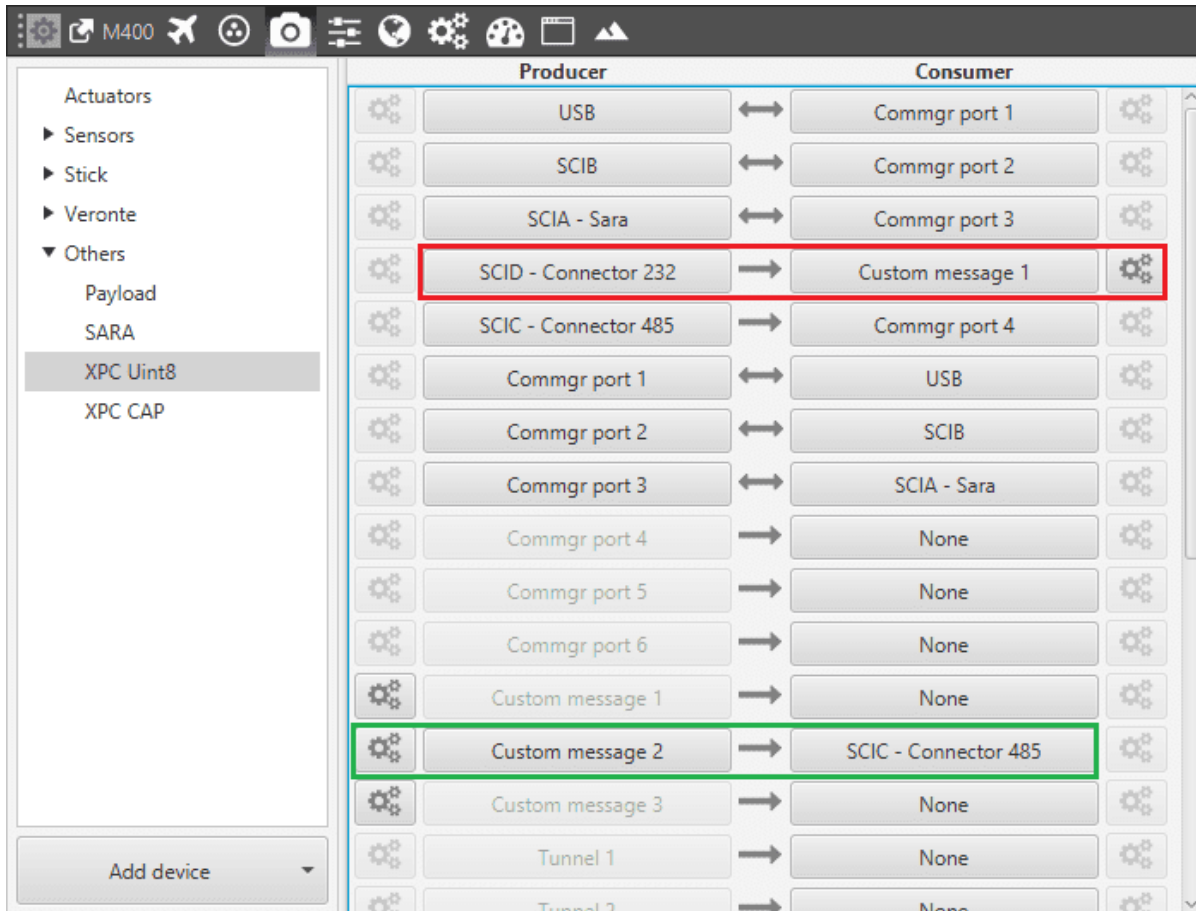 M400
Producer Consumer
Actuators
Sensors
Stick
Veronte
Others
Payload
SARA
XPC Uint8
XPC CAP
Add device
USB Commgr port 1
SCIB Commgr port 2
SCIA - Sara Commgr port 3
SCID - Connector 232 Custom message 1
SCIC - Connector 485 Commgr port 4
Commgr port 1 USB
Commgr port 2 SCIB
Commgr port 3 SCIA - Sara
Commgr port 4 None
Commgr port 5 None
Commgr port 6 None
Custom message 1 None
Custom message 2 SCIC - Connector 485
Custom message 3 None
Tunnel 1 None
Tunnel 2 None